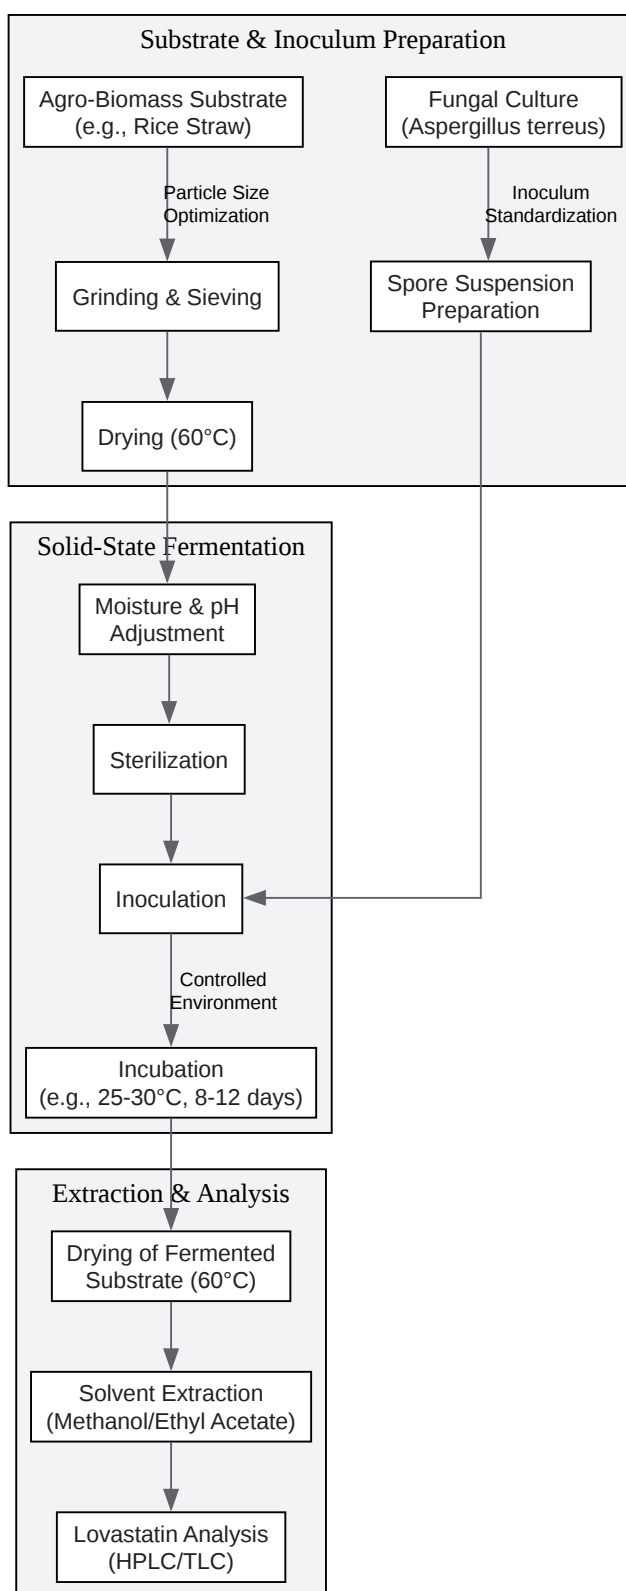 Substrate & Inoculum Preparation
Agro-Biomass Substrate
(e.g., Rice Straw)
Fungal Culture
(Aspergillus terreus)
Particle Size
Optimization
Inoculum
Standardization
Grinding & Sieving
Spore Suspension
Preparation
Drying (60°C)
Solid-State Fermentation
Moisture & pH
Adjustment
Sterilization
Inoculation
Controlled
Environment
Incubation
(e.g., 25-30°C, 8-12 days)
Extraction & Analysis
Drying of Fermented
Substrate (60°C)
Solvent Extraction
(Methanol/Ethyl Acetate)
Lovastatin Analysis
(HPLC/TLC)